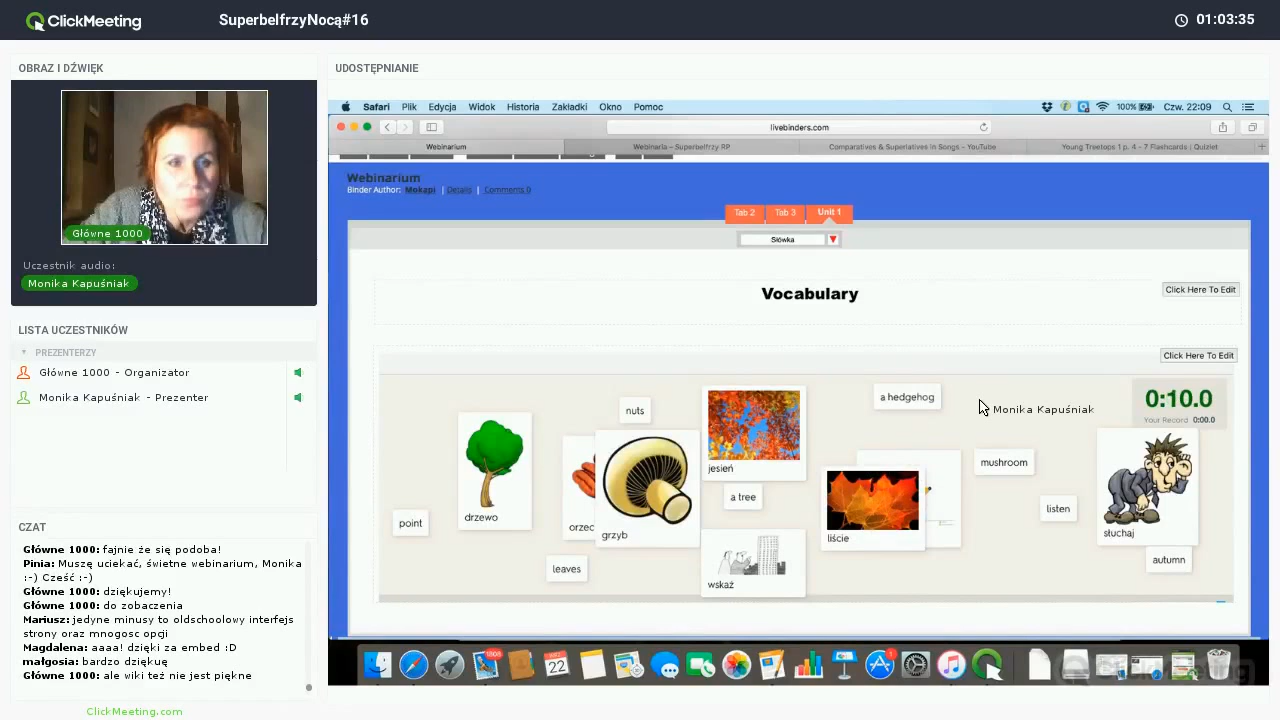 ClickMeeting
SuperbelfrzyNocą#16
01:03:35
OBRAZ I DŹWIĘK
Główne 1000
Uczestnik audio:
Monika Kapuśniak
LISTA UCZESTNIKÓW
PREZENTERZY
Główne 1000 - Organizator
Monika Kapuśniak - Prezenter
CZAT
Główne 1000: fajnie że się podoba!
Pinia: Muszę uciekać, świetne webinarium, Monika
:-) Cześć :-)
Główne 1000: dziękujemy!
Główne 1000: do zobaczenia
Mariusz: jedyne minusy to oldschoolowy interfejs
strony oraz mnogosc opcji
Magdalena: aaaa! dzięki za embed :D
małgosia: bardzo dziękuę
Główne 1000: ale wiki też nie jest piękne
ClickMeeting.com
UDOSTĘPNIANIE
Safari Plik Edycja Widok Historia Zakładki Okno Pomoc
100% Czw. 22:09
livebinders.com
Webinarium
Webinaria – Superbelfrzy RP
Comparatives & Superlatives in Songs - YouTube
Young Treetops 1 p. 4 - 7 Flashcards | Quizlet
Webinarium
Binder Author: Mokapi | Details | Comments 0
Tab 2 Tab 3 Unit 1
Słówka
Vocabulary
Click Here To Edit
Click Here To Edit
0:10.0
Your Record 0:00.0
Monika Kapuśniak
a hedgehog
nuts
jesień
mushroom
a tree
drzewo
point
grzyb
liście
listen
słuchaj
leaves
wskaż
autumn
22
1